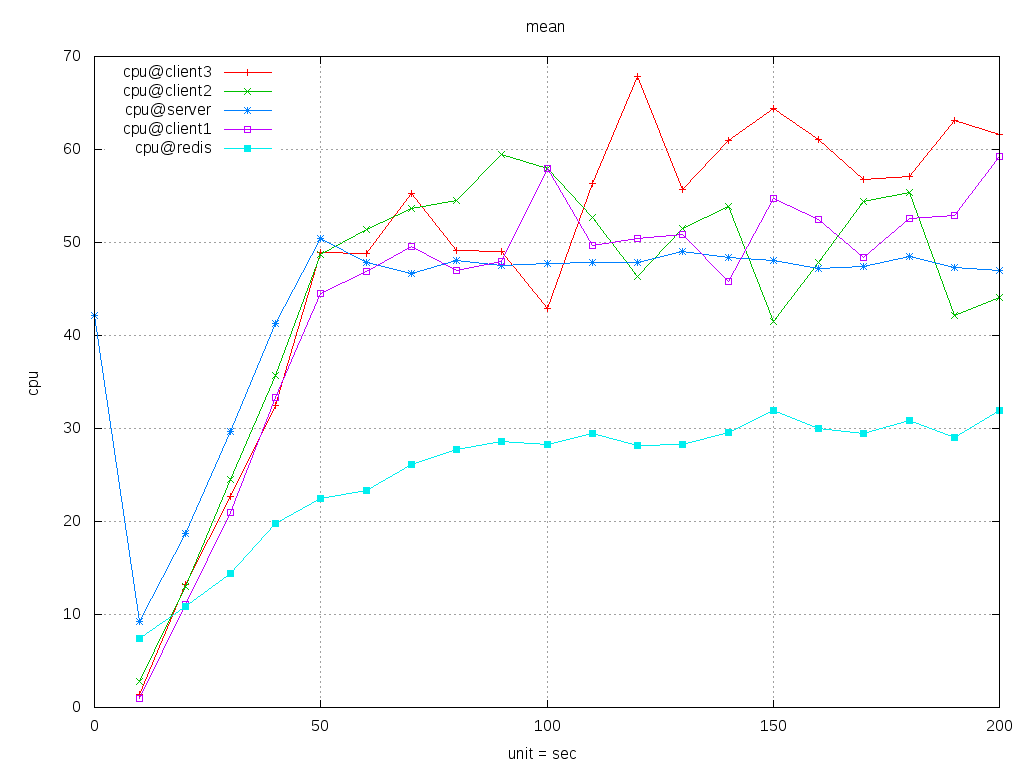 mean
70
60
50
40
30
20
10
0
cpu
cpu@client3
cpu@client2
cpu@server
cpu@client1
cpu@redis
0 50 100 150 200
unit = sec